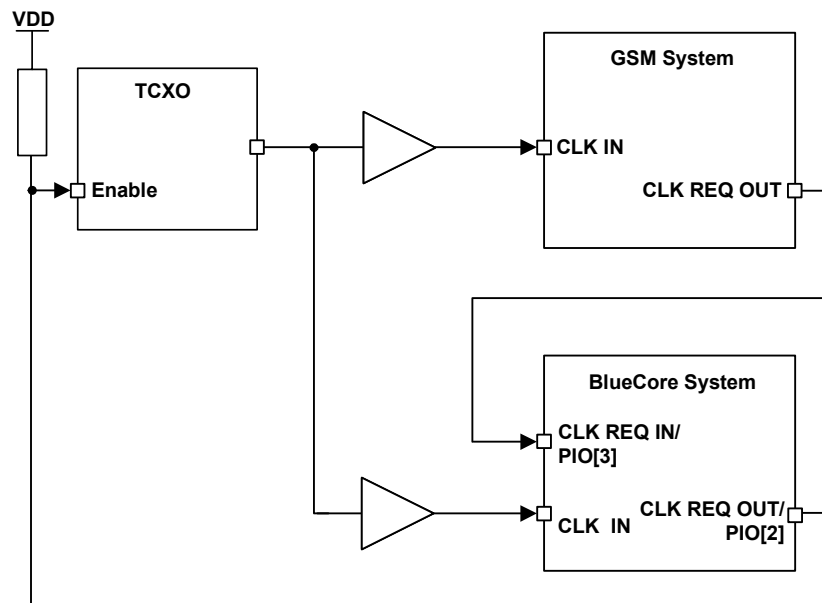 VDD
TCXO
Enable
GSM System
CLK IN
CLK REQ OUT
BlueCore System
CLK REQ IN/
PIO[3]
CLK IN
CLK REQ OUT/
PIO[2]